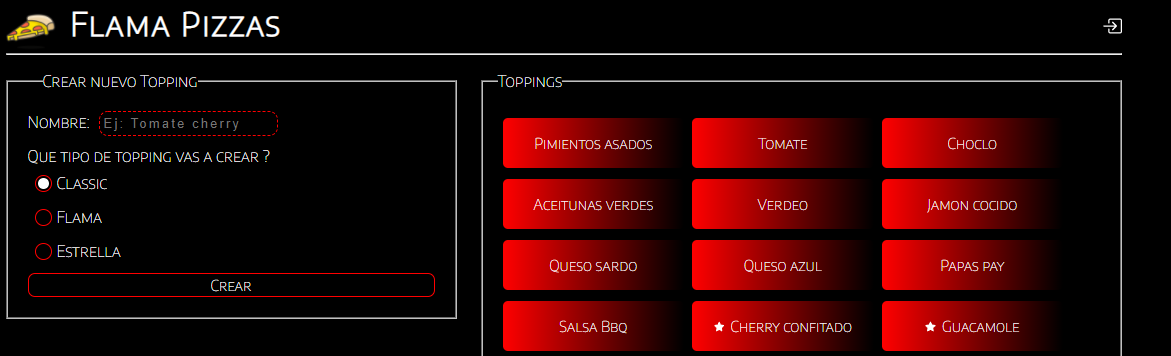 Flama Pizzas
Crear nuevo Topping
Nombre: Ej: Tomate cherry
Que tipo de topping vas a crear ?
Classic
Flama
Estrella
Crear
Toppings
Pimientos asados
Tomate
Choclo
Aceitunas verdes
Verdeo
Jamon cocido
Queso sardo
Queso azul
Papas pay
Salsa Bbq
★ Cherry confitado
★ Guacamole